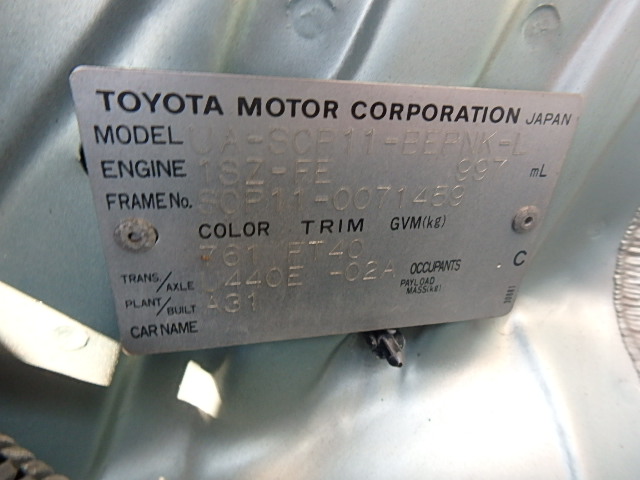 TOYOTA MOTOR CORPORATION JAPAN
MODEL UA-SCP11-EEPNK-L
ENGINE 1SZ-FE 997 mL
FRAME No. SCP11-0071459
COLOR TRIM GVM(kg)
761 FT40
TRANS./AXLE U440E -02A OCCUPANTS C
PAYLOAD MASS(kg)
PLANT/BUILT A31
CAR NAME